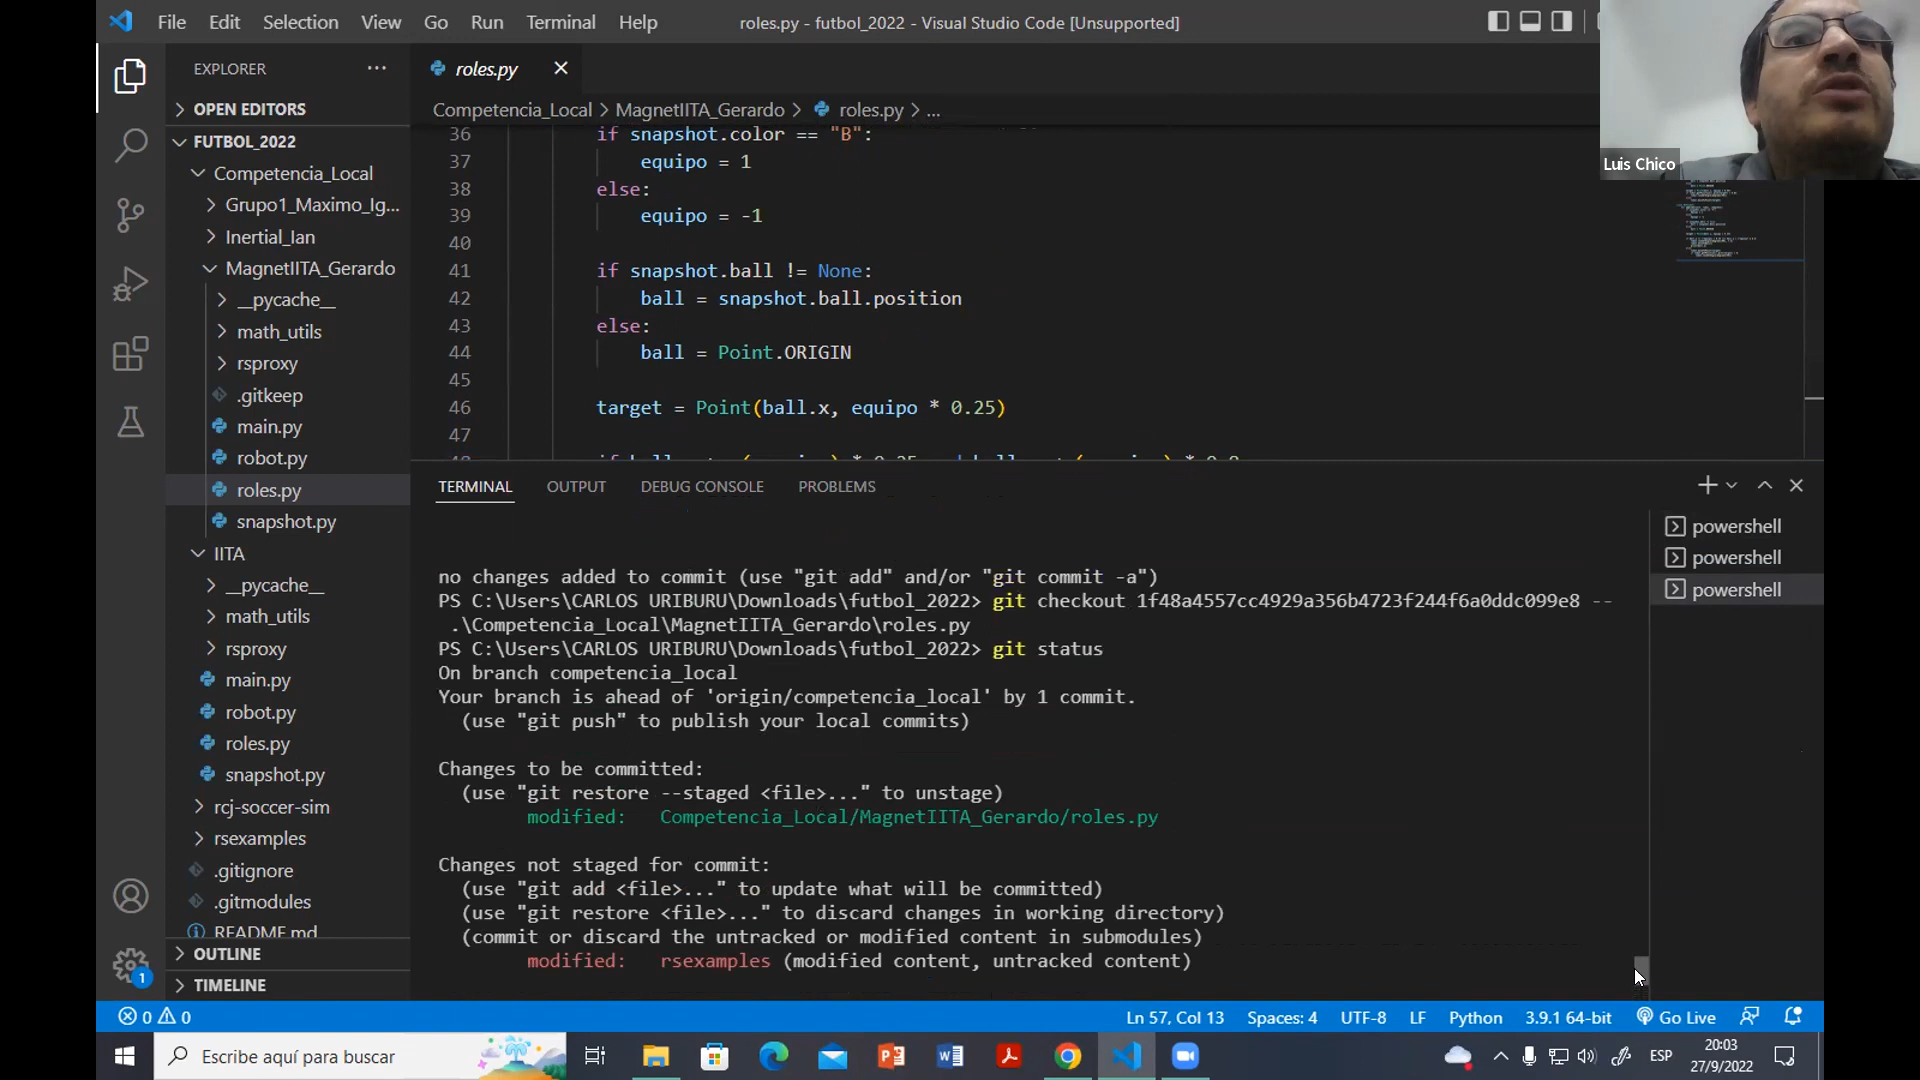 File Edit Selection View Go Run Terminal Help
roles.py - futbol_2022 - Visual Studio Code [Unsupported]
Luis Chico
EXPLORER
OPEN EDITORS
FUTBOL_2022
Competencia_Local
Grupo1_Maximo_Ig...
Inertial_Ian
MagnetIITA_Gerardo
__pycache__
math_utils
rsproxy
.gitkeep
main.py
robot.py
roles.py
snapshot.py
IITA
__pycache__
math_utils
rsproxy
main.py
robot.py
roles.py
snapshot.py
rcj-soccer-sim
rsexamples
.gitignore
.gitmodules
README.md
OUTLINE
TIMELINE
1
roles.py
Competencia_Local > MagnetIITA_Gerardo > roles.py > ...
36 if snapshot.color == "B":
37 equipo = 1
38 else:
39 equipo = -1
40
41 if snapshot.ball != None:
42 ball = snapshot.ball.position
43 else:
44 ball = Point.ORIGIN
45
46 target = Point(ball.x, equipo * 0.25)
47
TERMINAL OUTPUT DEBUG CONSOLE PROBLEMS
powershell
powershell
powershell
no changes added to commit (use "git add" and/or "git commit -a")
PS C:\Users\CARLOS URIBURU\Downloads\futbol_2022> git checkout 1f48a4557cc4929a356b4723f244f6a0ddc099e8 --
.\Competencia_Local\MagnetIITA_Gerardo\roles.py
PS C:\Users\CARLOS URIBURU\Downloads\futbol_2022> git status
On branch competencia_local
Your branch is ahead of 'origin/competencia_local' by 1 commit.
(use "git push" to publish your local commits)
Changes to be committed:
(use "git restore --staged <file>..." to unstage)
modified: Competencia_Local/MagnetIITA_Gerardo/roles.py
Changes not staged for commit:
(use "git add <file>..." to update what will be committed)
(use "git restore <file>..." to discard changes in working directory)
(commit or discard the untracked or modified content in submodules)
modified: rsexamples (modified content, untracked content)
0 0
Ln 57, Col 13 Spaces: 4 UTF-8 LF Python 3.9.1 64-bit Go Live
Escribe aquí para buscar
ESP
20:03
27/9/2022